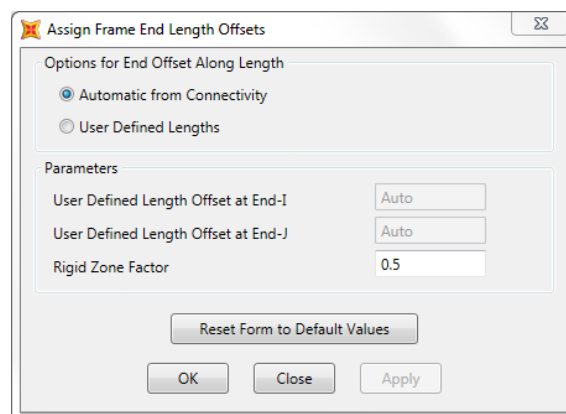 Assign Frame End Length Offsets
Options for End Offset Along Length
Automatic from Connectivity
User Defined Lengths
Parameters
User Defined Length Offset at End-I Auto
User Defined Length Offset at End-J Auto
Rigid Zone Factor 0.5
Reset Form to Default Values
OK Close Apply